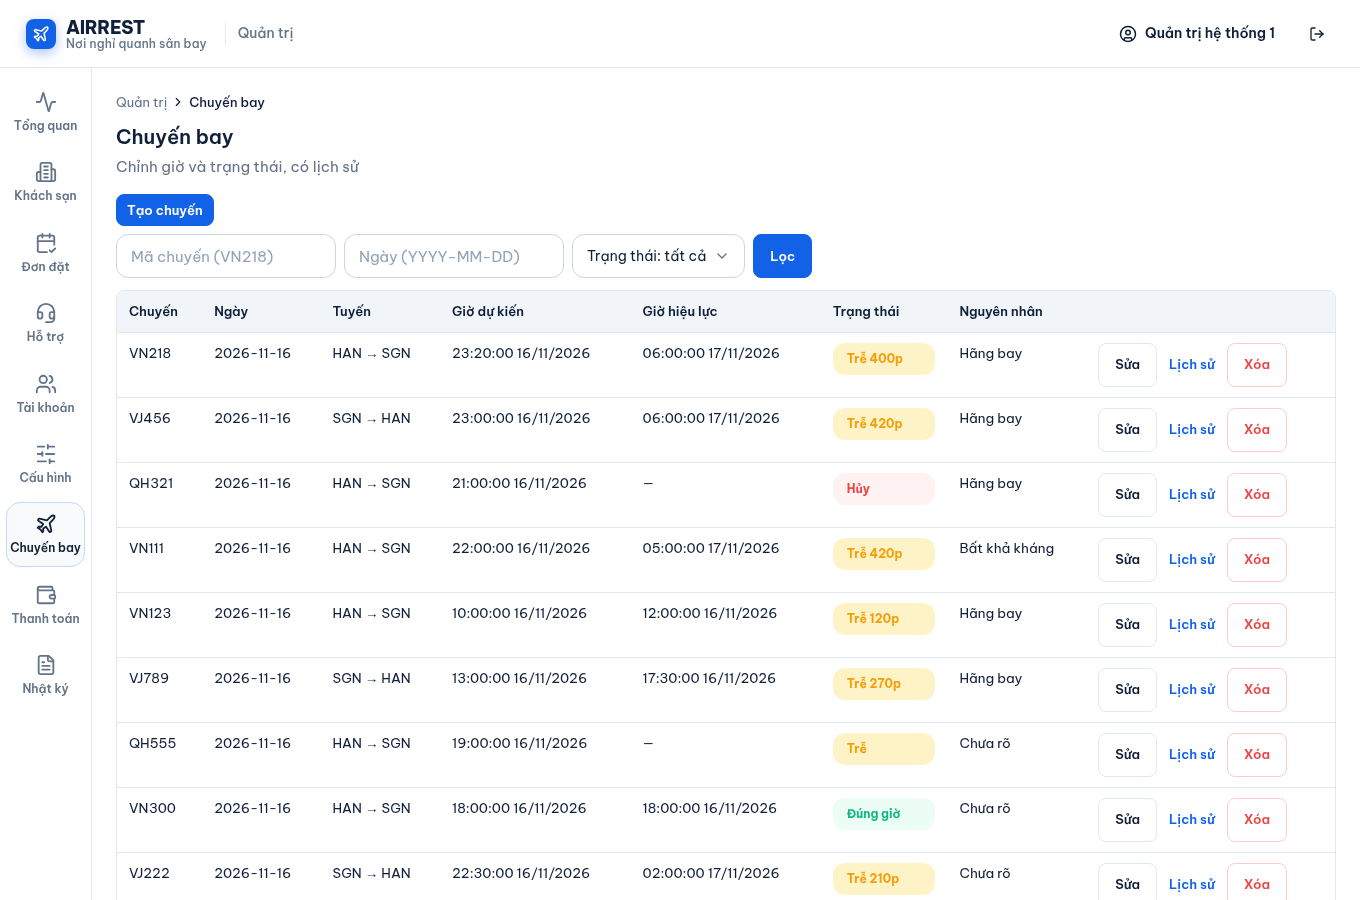 AIRREST
Nơi nghỉ quanh sân bay
Quản trị
Quản trị hệ thống 1
Tổng quan
Khách sạn
Đơn đặt
Hỗ trợ
Tài khoản
Cấu hình
Chuyến bay
Thanh toán
Nhật ký
Quản trị > Chuyến bay
Chuyến bay
Chỉnh giờ và trạng thái, có lịch sử
Tạo chuyến
Mã chuyến (VN218) Ngày (YYYY-MM-DD) Trạng thái: tất cả Lọc
Chuyến Ngày Tuyến Giờ dự kiến Giờ hiệu lực Trạng thái Nguyên nhân
VN218 2026-11-16 HAN → SGN 23:20:00 16/11/2026 06:00:00 17/11/2026 Trễ 400p Hãng bay Sửa Lịch sử Xóa
VJ456 2026-11-16 SGN → HAN 23:00:00 16/11/2026 06:00:00 17/11/2026 Trễ 420p Hãng bay Sửa Lịch sử Xóa
QH321 2026-11-16 HAN → SGN 21:00:00 16/11/2026 — Hủy Hãng bay Sửa Lịch sử Xóa
VN111 2026-11-16 HAN → SGN 22:00:00 16/11/2026 05:00:00 17/11/2026 Trễ 420p Bất khả kháng Sửa Lịch sử Xóa
VN123 2026-11-16 HAN → SGN 10:00:00 16/11/2026 12:00:00 16/11/2026 Trễ 120p Hãng bay Sửa Lịch sử Xóa
VJ789 2026-11-16 SGN → HAN 13:00:00 16/11/2026 17:30:00 16/11/2026 Trễ 270p Hãng bay Sửa Lịch sử Xóa
QH555 2026-11-16 HAN → SGN 19:00:00 16/11/2026 — Trễ Chưa rõ Sửa Lịch sử Xóa
VN300 2026-11-16 HAN → SGN 18:00:00 16/11/2026 18:00:00 16/11/2026 Đúng giờ Chưa rõ Sửa Lịch sử Xóa
VJ222 2026-11-16 SGN → HAN 22:30:00 16/11/2026 02:00:00 17/11/2026 Trễ 210p Chưa rõ Sửa Lịch sử Xóa